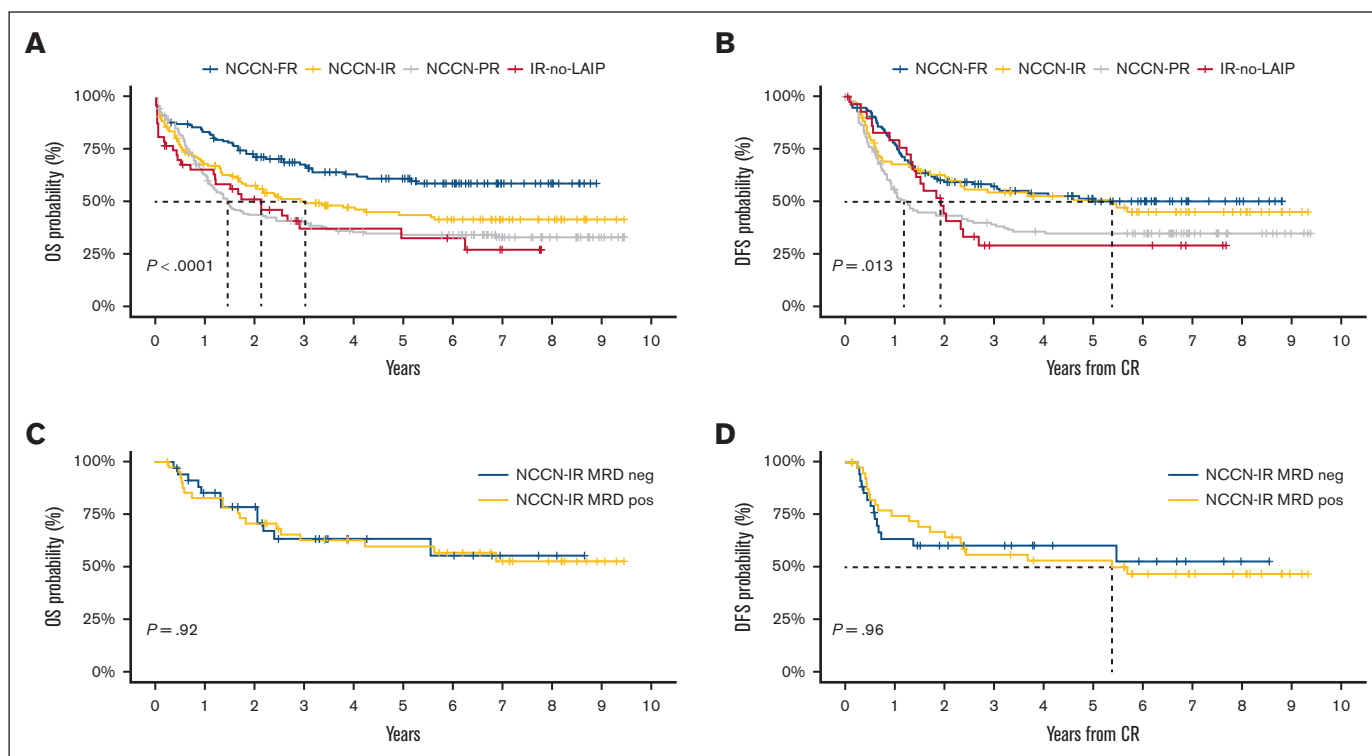 A
NCCN-FR NCCN-IR NCCN-PR IR-no-LAIP
100%
75%
50%
25%
0%
OS probability (%)
P < .0001
0 1 2 3 4 5 6 7 8 9 10
Years
B
NCCN-FR NCCN-IR NCCN-PR IR-no-LAIP
100%
75%
50%
25%
0%
DFS probability (%)
P = .013
0 1 2 3 4 5 6 7 8 9 10
Years from CR
C
NCCN-IR MRD neg
NCCN-IR MRD pos
100%
75%
50%
25%
0%
OS probability (%)
P = .92
0 1 2 3 4 5 6 7 8 9 10
Years
D
NCCN-IR MRD neg
NCCN-IR MRD pos
100%
75%
50%
25%
0%
DFS probability (%)
P = .96
0 1 2 3 4 5 6 7 8 9 10
Years from CR